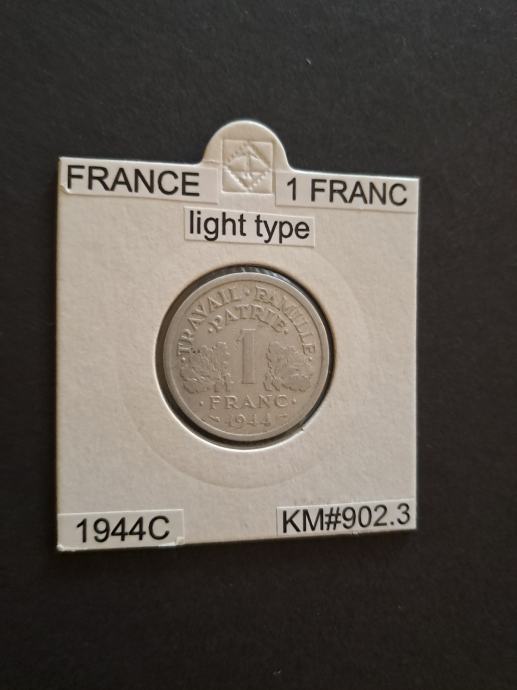 FRANCE 1 FRANC
light type
·TRAVAIL·FAMILLE·
·PATRIE·
1
·FRANC·
1944
1944C KM#902.3